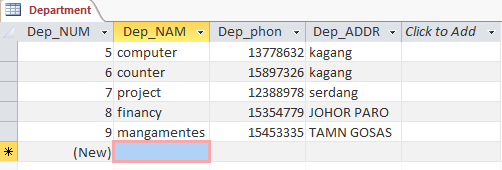 Department
Dep_NUM Dep_NAM Dep_phon Dep_ADDR Click to Add
5 computer 13778632 kagang
6 counter 15897326 kagang
7 project 12388978 serdang
8 financy 15354779 JOHOR PARO
9 mangamentes 15453335 TAMN GOSAS
* (New)